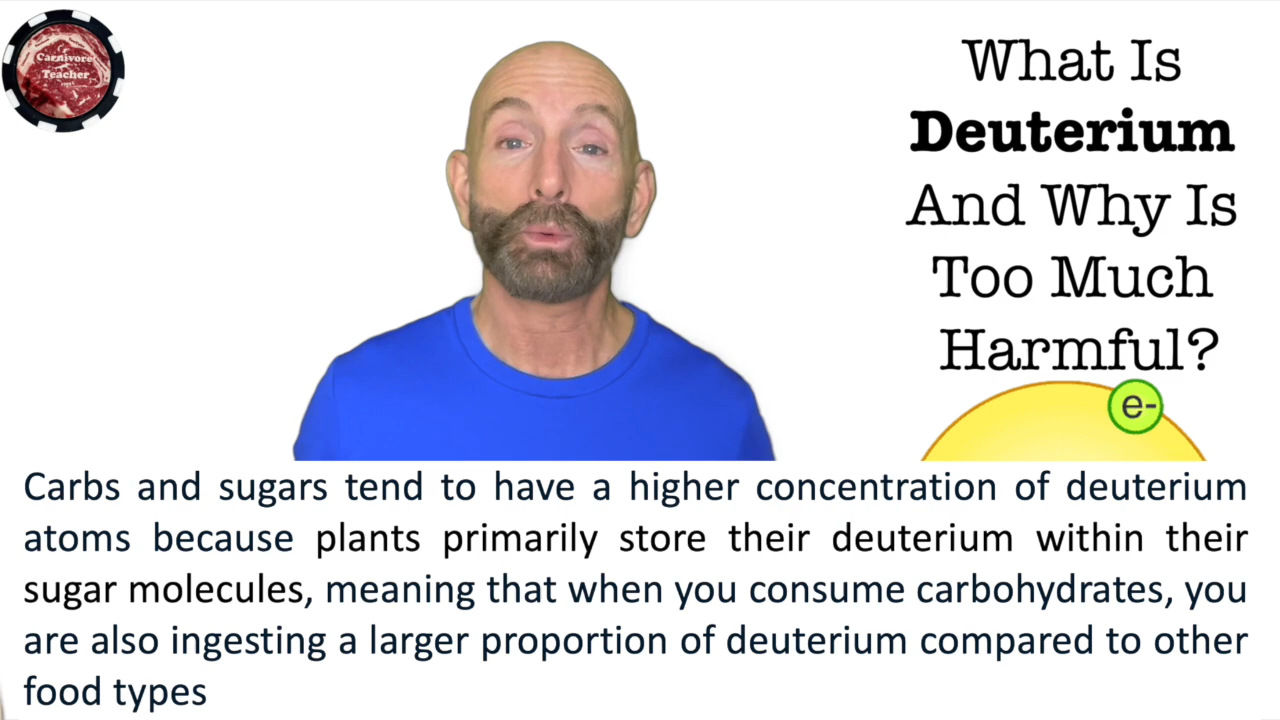 Carnivore
Teacher
What Is
Deuterium
And Why Is
Too Much
Harmful?
e-
Carbs and sugars tend to have a higher concentration of deuterium
atoms because plants primarily store their deuterium within their
sugar molecules, meaning that when you consume carbohydrates, you
are also ingesting a larger proportion of deuterium compared to other
food types